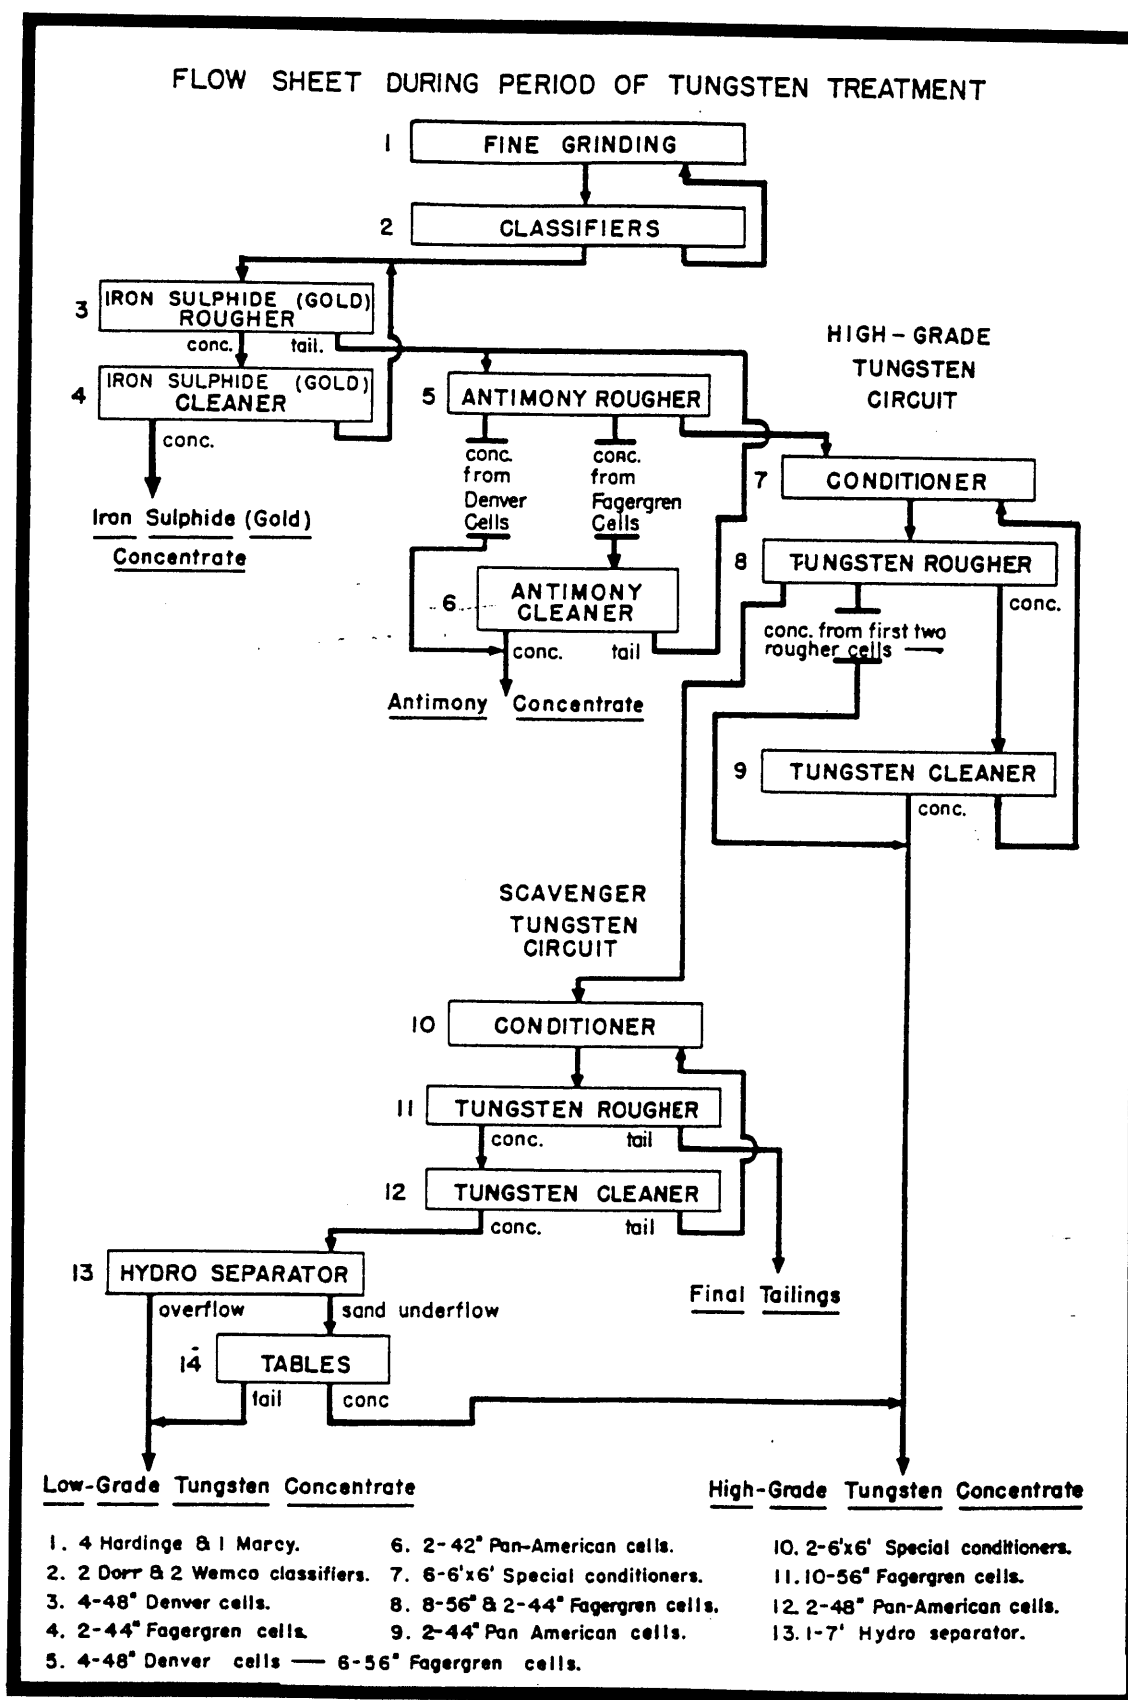 FLOW SHEET DURING PERIOD OF TUNGSTEN TREATMENT
1 FINE GRINDING
2 CLASSIFIERS
3 IRON SULPHIDE (GOLD)
ROUGHER
conc. tail.
4 IRON SULPHIDE (GOLD)
CLEANER
conc.
Iron Sulphide (Gold)
Concentrate
5 ANTIMONY ROUGHER
conc.
from
Denver
Cells
conc.
from
Fagergren
Cells
6 ANTIMONY
CLEANER
conc. tail
Antimony Concentrate
HIGH-GRADE
TUNGSTEN
CIRCUIT
7 CONDITIONER
8 TUNGSTEN ROUGHER
conc.
conc. from first two
rougher cells
9 TUNGSTEN CLEANER
conc.
SCAVENGER
TUNGSTEN
CIRCUIT
10 CONDITIONER
11 TUNGSTEN ROUGHER
conc. tail
12 TUNGSTEN CLEANER
conc. tail
Final Tailings
13 HYDRO SEPARATOR
overflow sand underflow
14 TABLES
tail conc
Low-Grade Tungsten Concentrate
High-Grade Tungsten Concentrate
1. 4 Hardinge & 1 Marcy.
2. 2 Dorr & 2 Wemco classifiers.
3. 4-48" Denver cells.
4. 2-44" Fagergren cells.
5. 4-48" Denver cells — 6-56" Fagergren cells.
6. 2-42" Pan-American cells.
7. 6-6'x6' Special conditioners.
8. 8-56" & 2-44" Fagergren cells.
9. 2-44" Pan American cells.
10. 2-6'x6' Special conditioners.
11. 10-56" Fagergren cells.
12. 2-48" Pan-American cells.
13. 1-7' Hydro separator.